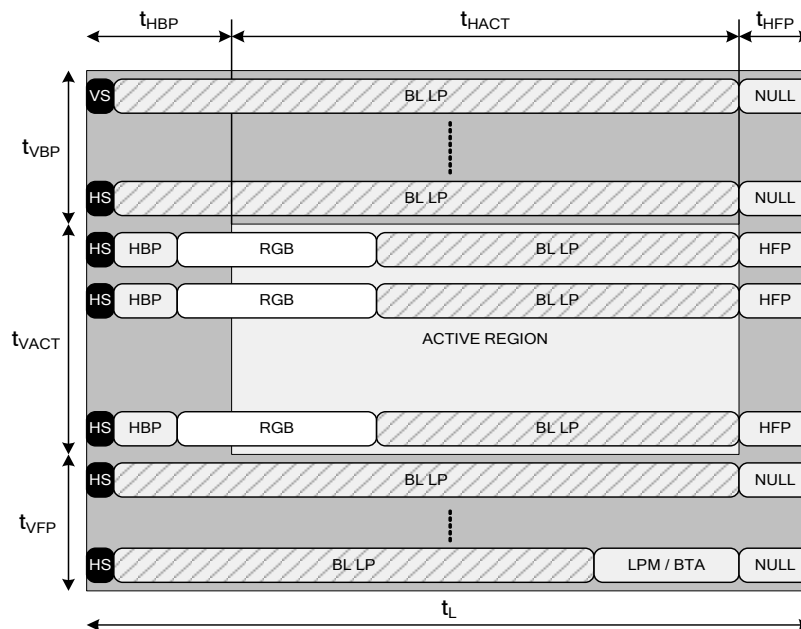 tHBP tHACT tHFP
VS BL LP NULL
tVBP
HS BL LP NULL
HS HBP RGB BL LP HFP
HS HBP RGB BL LP HFP
tVACT ACTIVE REGION
HS HBP RGB BL LP HFP
HS BL LP NULL
tVFP
HS BL LP LPM / BTA NULL
tL